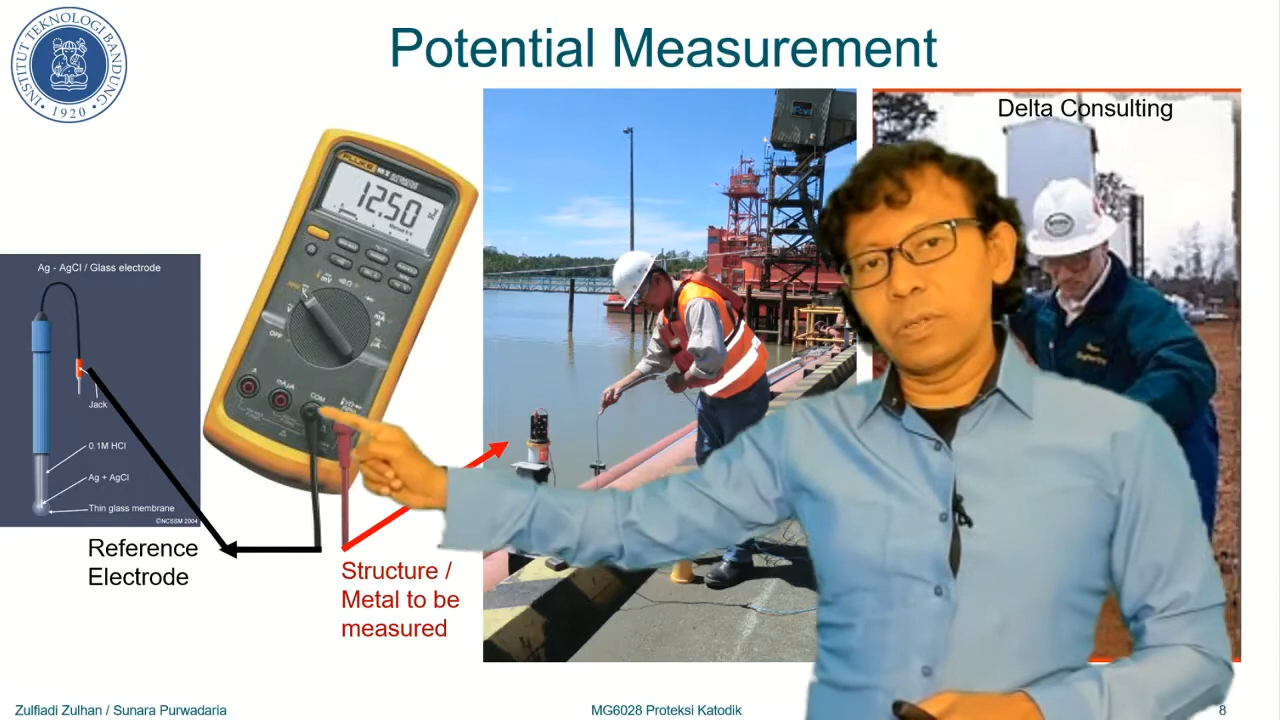 INSTITUT TEKNOLOGI BANDUNG
1920
Potential Measurement
Delta Consulting
FLUKE
12.50
mV
OFF
A
mAµA
COM
Ag - AgCl / Glass electrode
Jack
0.1M HCl
Ag + AgCl
Thin glass membrane
©NCSSM 2004
Reference
Electrode
Structure /
Metal to be
measured
Zulfiadi Zulhan / Sunara Purwadaria
MG6028 Proteksi Katodik
8